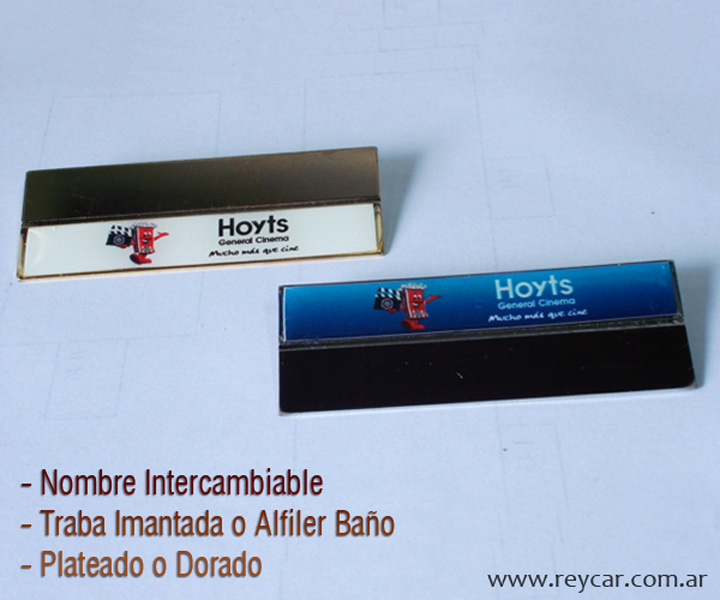 Hoyts
General Cinema
Mucho más que cine
Hoyts
General Cinema
Mucho más que cine
- Nombre Intercambiable
- Traba Imantada o Alfiler Baño
- Plateado o Dorado
www.reycar.com.ar